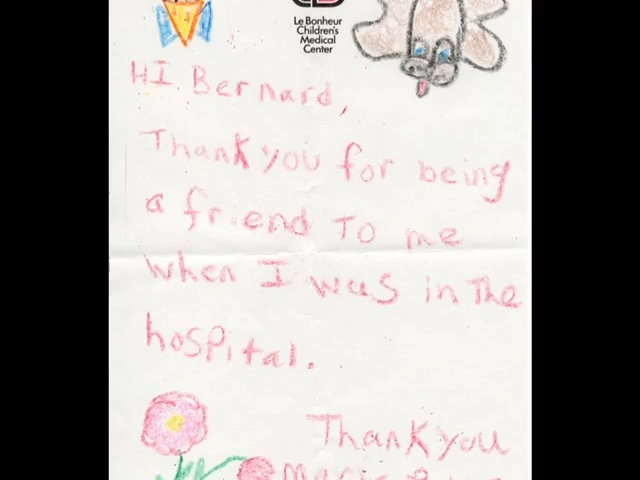 Le Bonheur
Children's
Medical
Center
HI Bernard,
Thank you for being
a friend To me
when I was in The
hospital.
Thank you